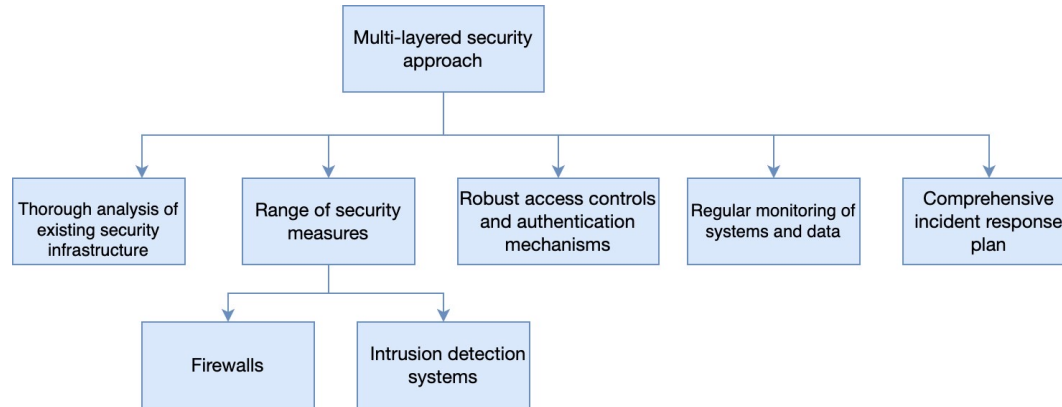 Multi-layered security
approach
Thorough analysis of
existing security
infrastructure
Range of security
measures
Robust access controls
and authentication
mechanisms
Regular monitoring of
systems and data
Comprehensive
incident response
plan
Firewalls
Intrusion detection
systems